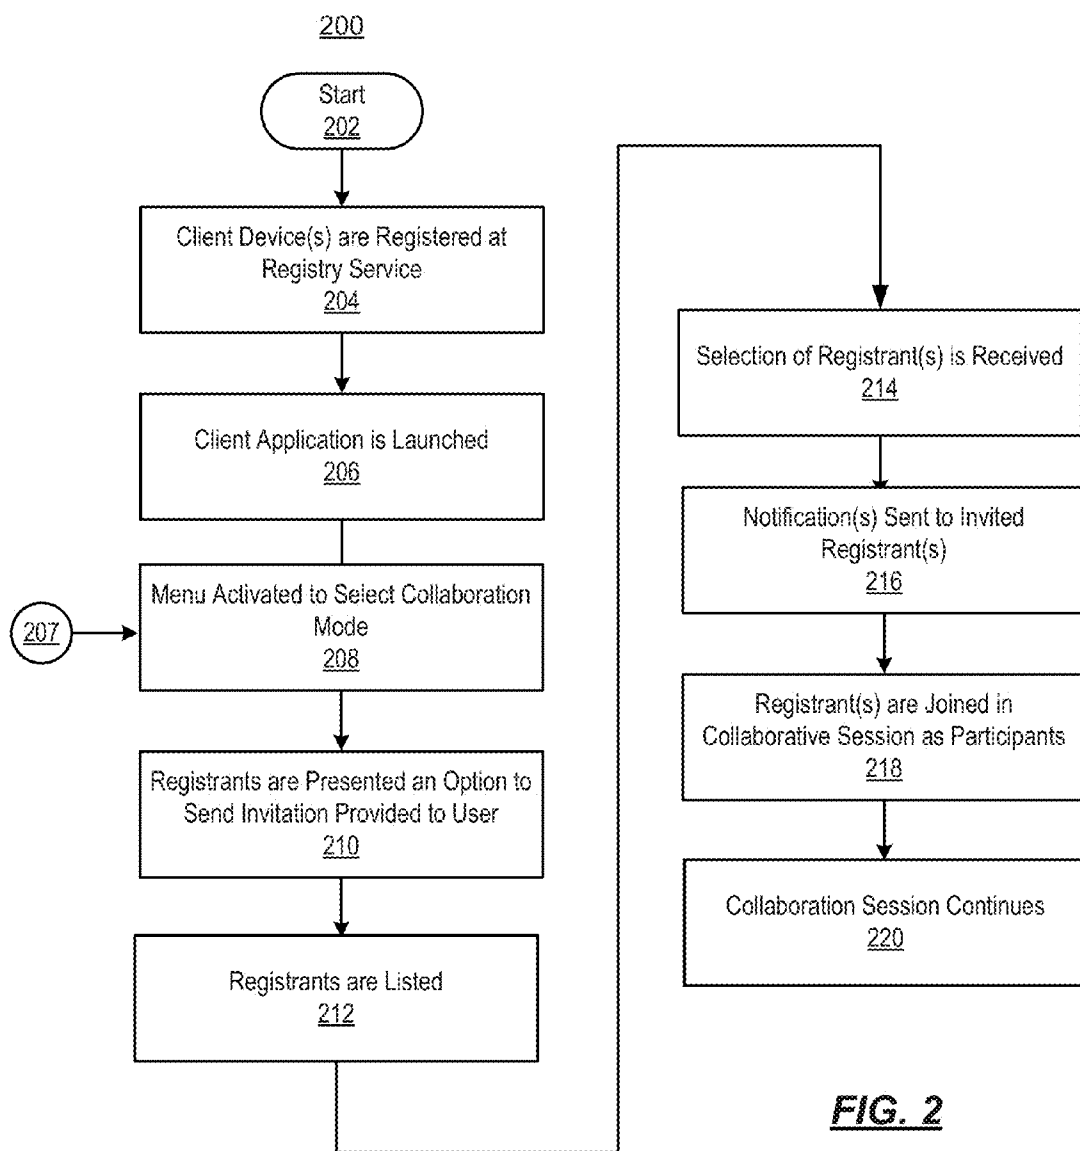 200
Start
202
Client Device(s) are Registered at
Registry Service
204
Client Application is Launched
206
207
Menu Activated to Select Collaboration
Mode
208
Registrants are Presented an Option to
Send Invitation Provided to User
210
Registrants are Listed
212
Selection of Registrant(s) is Received
214
Notification(s) Sent to Invited
Registrant(s)
216
Registrant(s) are Joined in
Collaborative Session as Participants
218
Collaboration Session Continues
220
FIG. 2